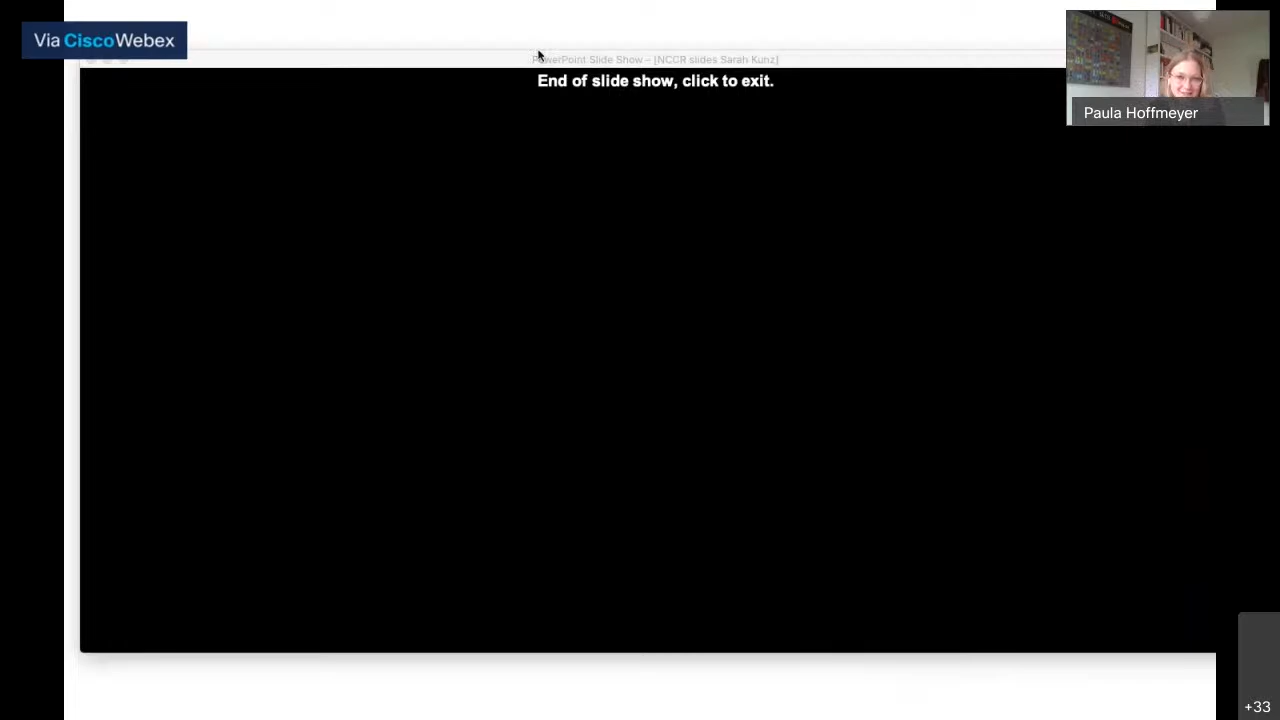 Via CiscoWebex
PowerPoint Slide Show - [NCCR slides Sarah Kunz]
End of slide show, click to exit.
Paula Hoffmeyer
+33